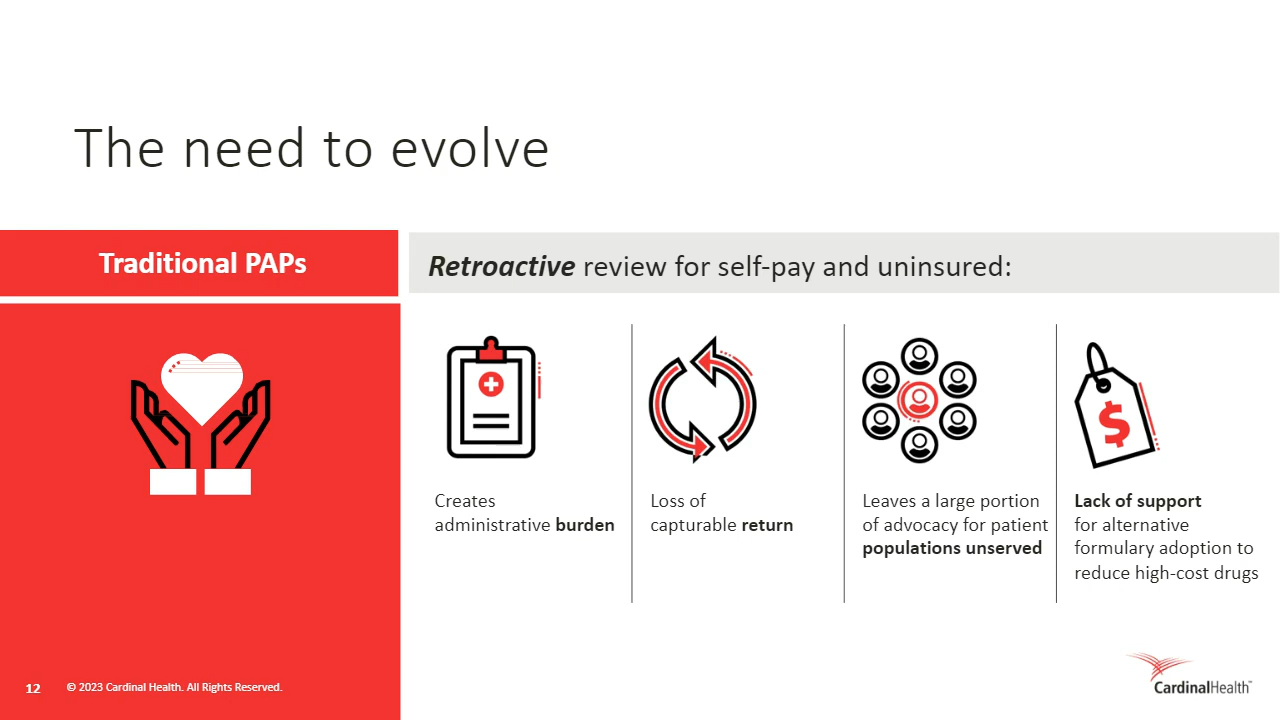 The need to evolve
Traditional PAPs
Retroactive review for self-pay and uninsured:
Creates
administrative burden
Loss of
capturable return
Leaves a large portion
of advocacy for patient
populations unserved
$
Lack of support
for alternative
formulary adoption to
reduce high-cost drugs
12
© 2023 Cardinal Health. All Rights Reserved.
CardinalHealth™